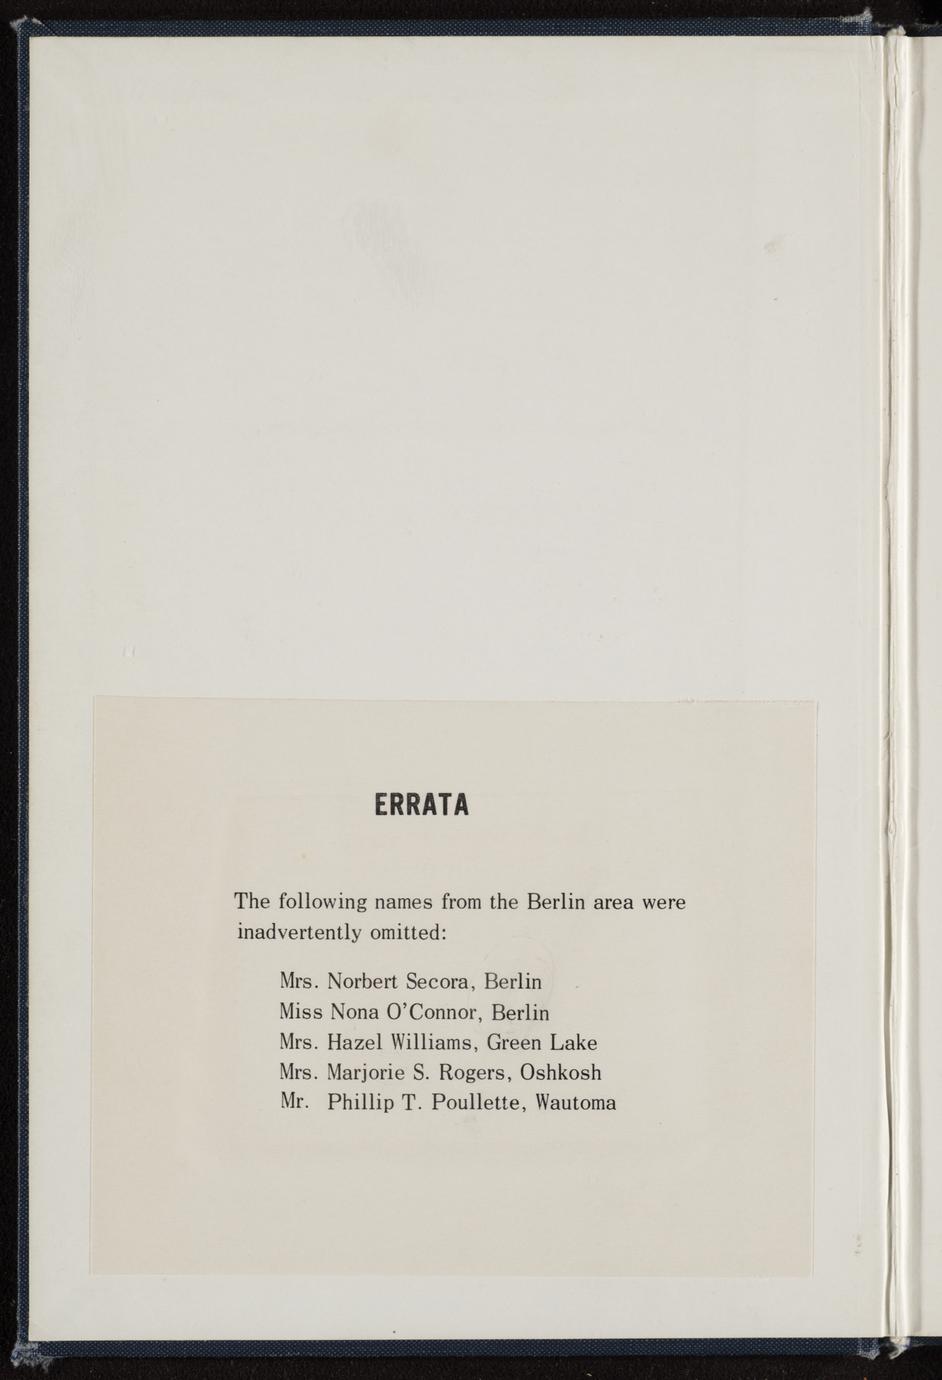 ERRATA
The following names from the Berlin area were
inadvertently omitted:
Mrs. Norbert Secora, Berlin
Miss Nona O'Connor, Berlin
Mrs. Hazel Williams, Green Lake
Mrs. Marjorie S. Rogers, Oshkosh
Mr. Phillip T. Poullette, Wautoma